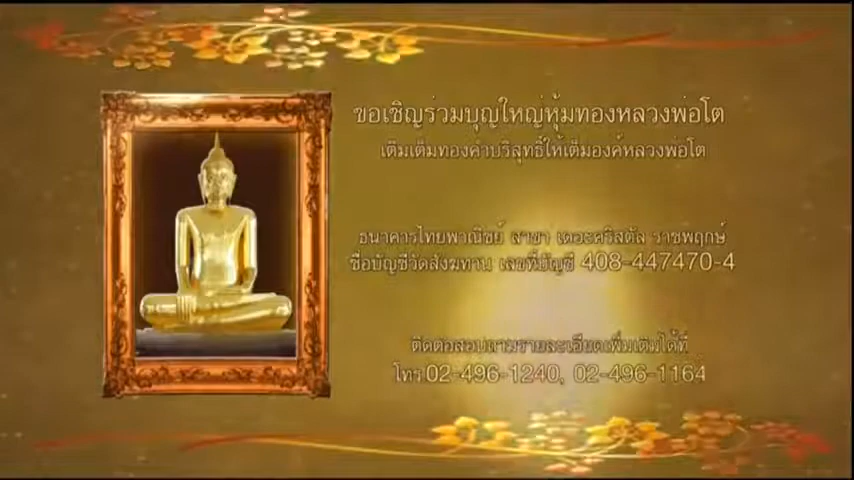 ขอเชิญร่วมบุญใหญ่หุ้มทองหลวงพ่อโต
เติมเต็มทองคำบริสุทธิ์ให้เต็มองค์หลวงพ่อโต
ธนาคารไทยพาณิชย์ สาขา เดอะคริสตัล ราชพฤกษ์
ชื่อบัญชีวัดสังฆทาน เลขที่บัญชี 408-447470-4
ติดต่อสอบถามรายละเอียดเพิ่มเติมได้ที่
โทร 02-496-1240, 02-496-1164